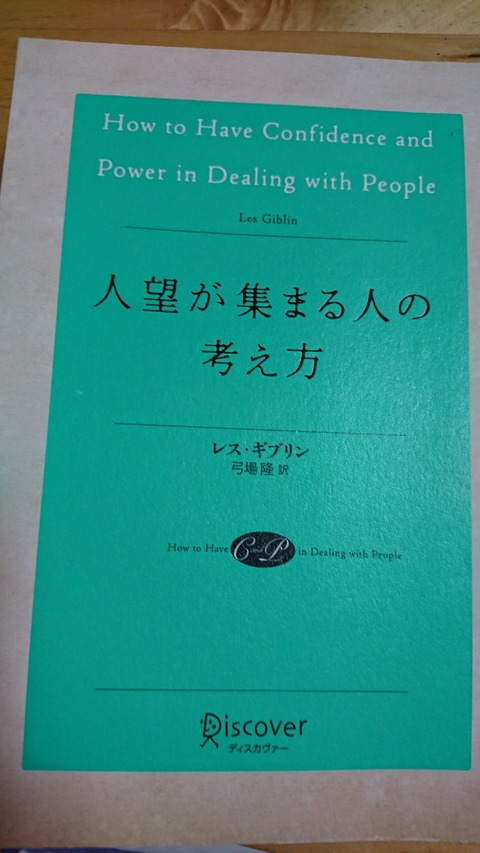 How to Have Confidence and
Power in Dealing with People
Les Giblin
人望が集まる人の
考え方
レス・ギブリン
弓場 隆 訳
How to Have C and P in Dealing with People
Discover
ディスカヴァー